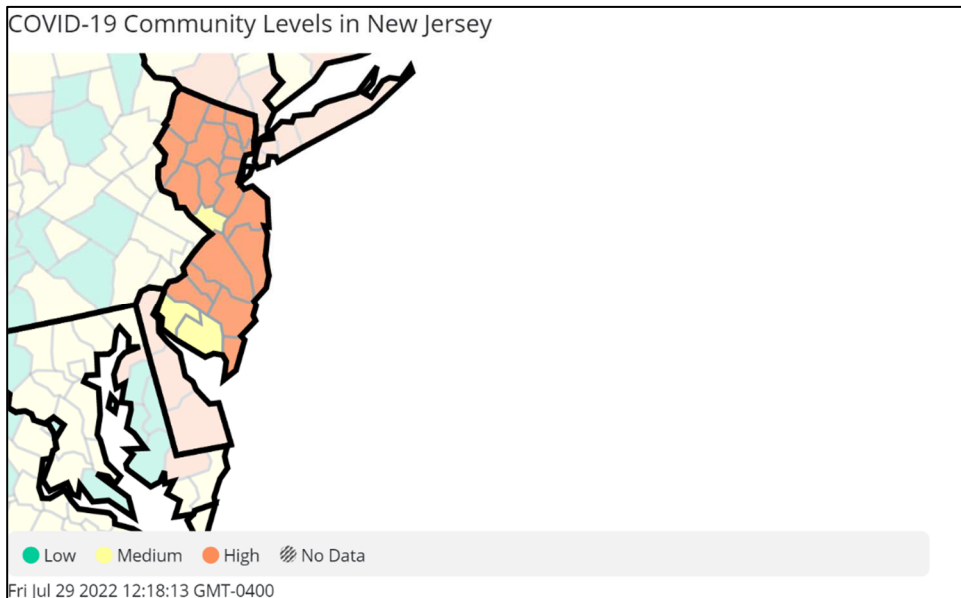 COVID-19 Community Levels in New Jersey
Low Medium High No Data
Fri Jul 29 2022 12:18:13 GMT-0400